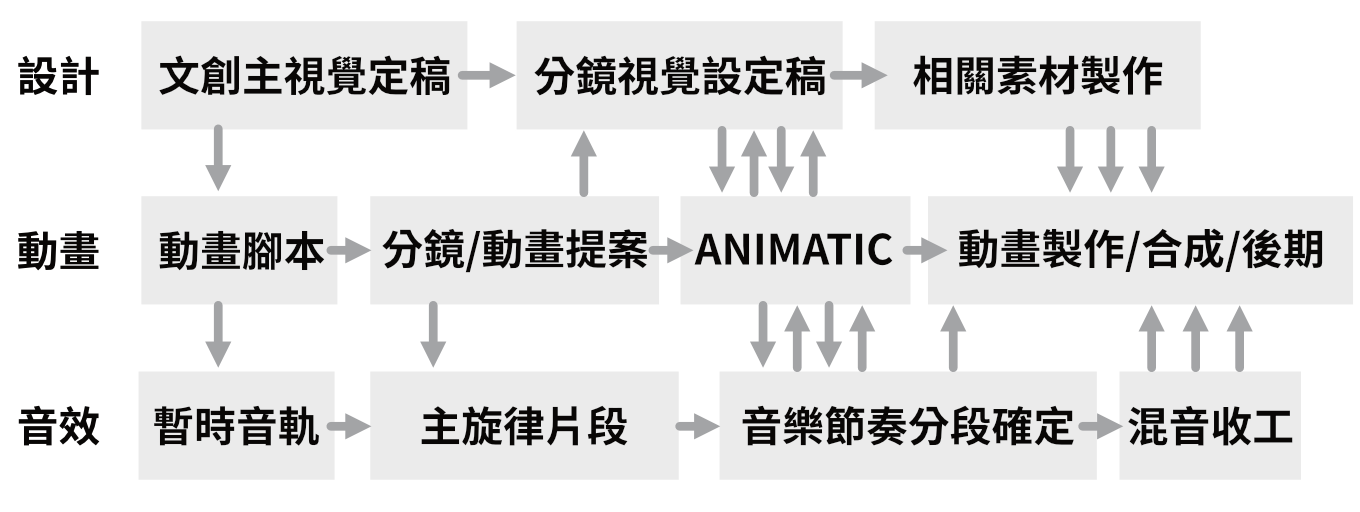 設計 文創主視覺定稿 分鏡視覺設定稿 相關素材製作
動畫 動畫腳本 分鏡/動畫提案 ANIMATIC 動畫製作/合成/後期
音效 暫時音軌 主旋律片段 音樂節奏分段確定 混音收工